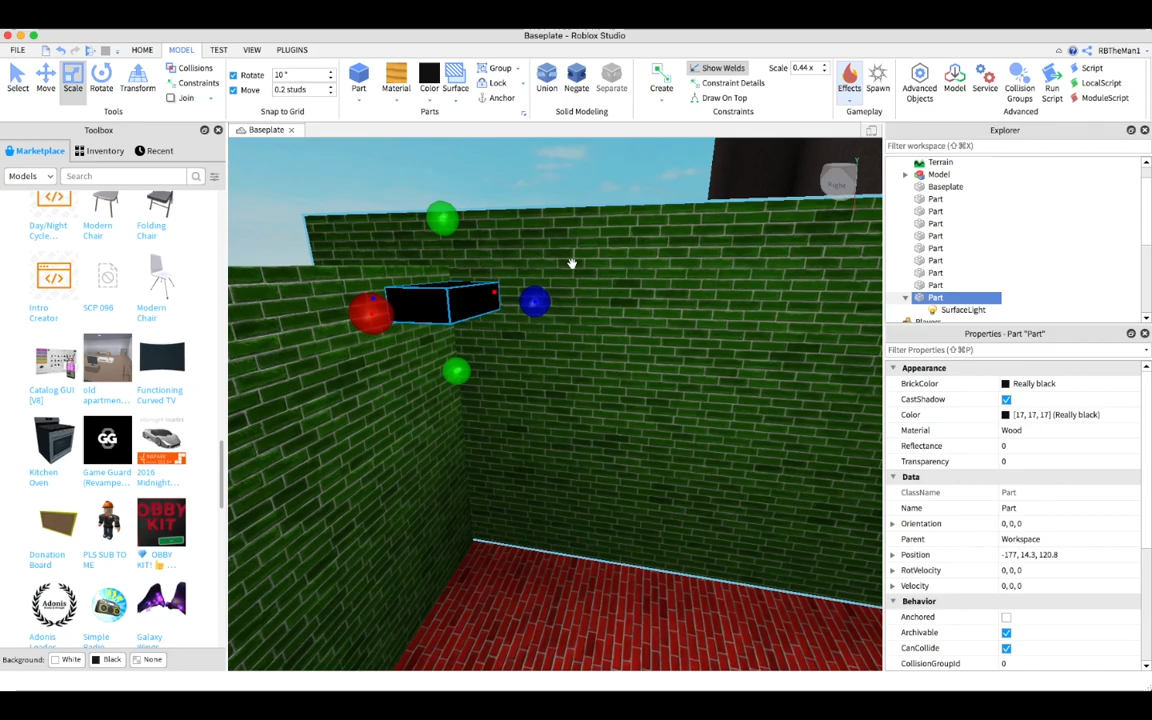 Baseplate - Roblox Studio
FILE HOME MODEL TEST VIEW PLUGINS RBTheMan1
Select Move Scale Rotate Transform
Collisions
Constraints
Join
Tools
Rotate 10 °
Move 0.2 studs
Snap to Grid
Part Material Color Surface
Group
Lock
Anchor
Parts
Union Negate Separate
Solid Modeling
Create
Show Welds Scale 0.44 x
Constraint Details
Draw On Top
Constraints
Effects Spawn
Gameplay
Advanced Objects
Model
Service
Collision Groups
Run Script
Script
LocalScript
ModuleScript
Advanced
Toolbox
Marketplace Inventory Recent
Models Search
Day/Night Cycle... Modern Chair Folding Chair
Intro Creator SCP 096 Modern Chair
Catalog GUI [V8] old apartmen... Functioning Curved TV
GG
Kitchen Oven Game Guard (Revampe... 2016 Midnight...
OBBY KIT
Donation Board PLS SUB TO ME OBBY KIT!
Adonis
Adonis Loader Simple Radio Galaxy Wings
Background: White Black None
Baseplate
Right
Y
Explorer
Filter workspace (⇧⌘X)
Terrain
Model
Baseplate
Part
Part
Part
Part
Part
Part
Part
Part
Part
SurfaceLight
Players
Properties - Part "Part"
Filter Properties (⇧⌘P)
Appearance
BrickColor Really black
CastShadow
Color [17, 17, 17] (Really black)
Material Wood
Reflectance 0
Transparency 0
Data
ClassName Part
Name Part
Orientation 0, 0, 0
Parent Workspace
Position -177, 14.3, 120.8
RotVelocity 0, 0, 0
Velocity 0, 0, 0
Behavior
Anchored
Archivable
CanCollide
CollisionGroupId 0